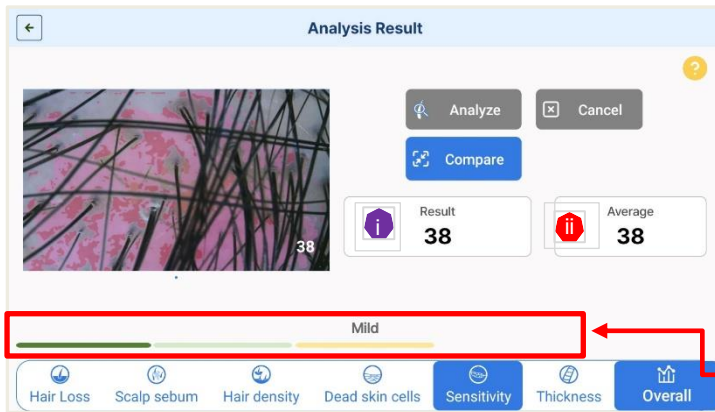 Analysis Result
?
Analyze
Cancel
Compare
38
i
Result
38
ii
Average
38
Mild
Hair Loss
Scalp sebum
Hair density
Dead skin cells
Sensitivity
Thickness
Overall